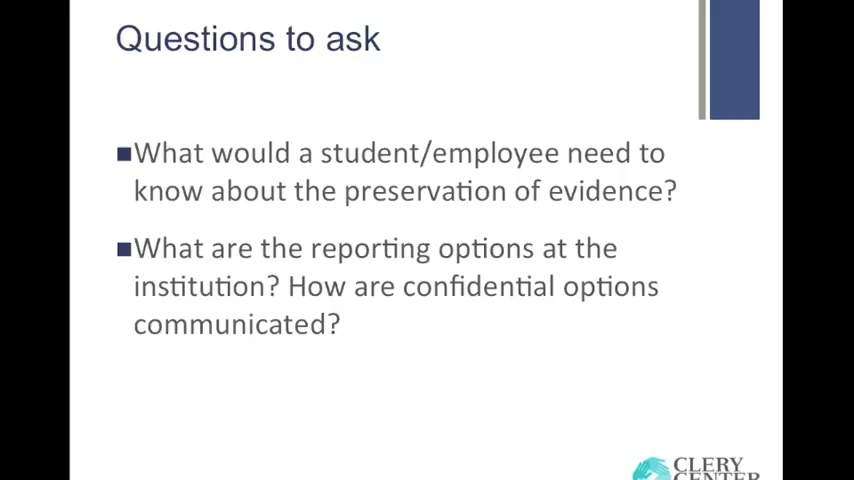 Questions to ask
■What would a student/employee need to
know about the preservation of evidence?
■What are the reporting options at the
institution? How are confidential options
communicated?
CLERY
CENTER